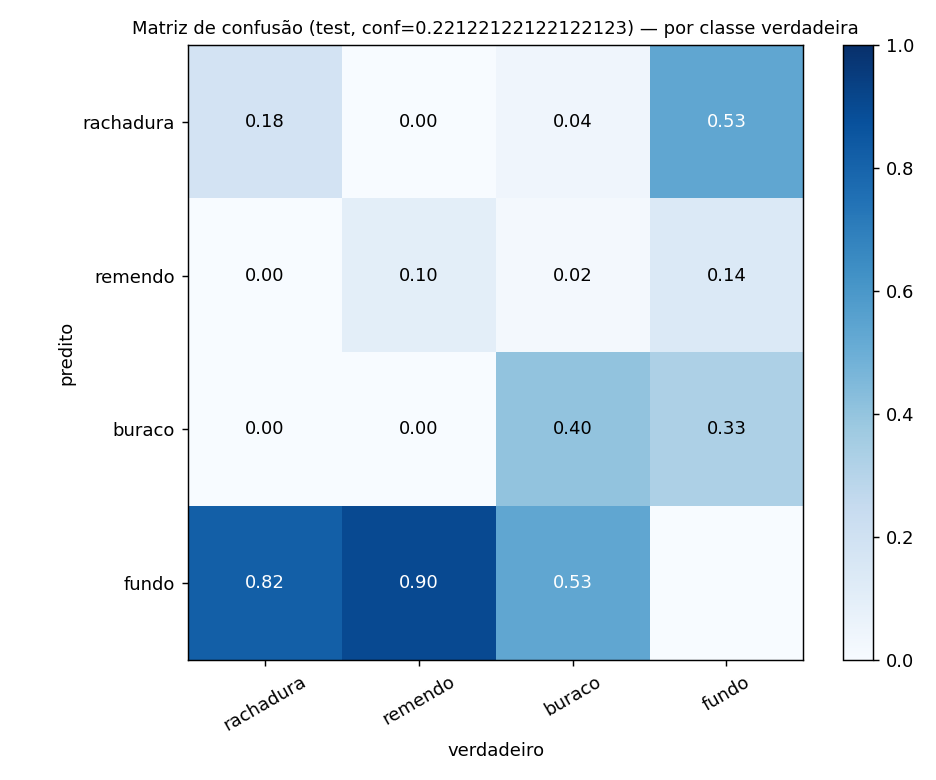 Matriz de confusão (test, conf=0.22122122122122123) — por classe verdadeira
rachadura 0.18 0.00 0.04 0.53
remendo 0.00 0.10 0.02 0.14
buraco 0.00 0.00 0.40 0.33
fundo 0.82 0.90 0.53
predito
rachadura remendo buraco fundo
verdadeiro
1.0
0.8
0.6
0.4
0.2
0.0